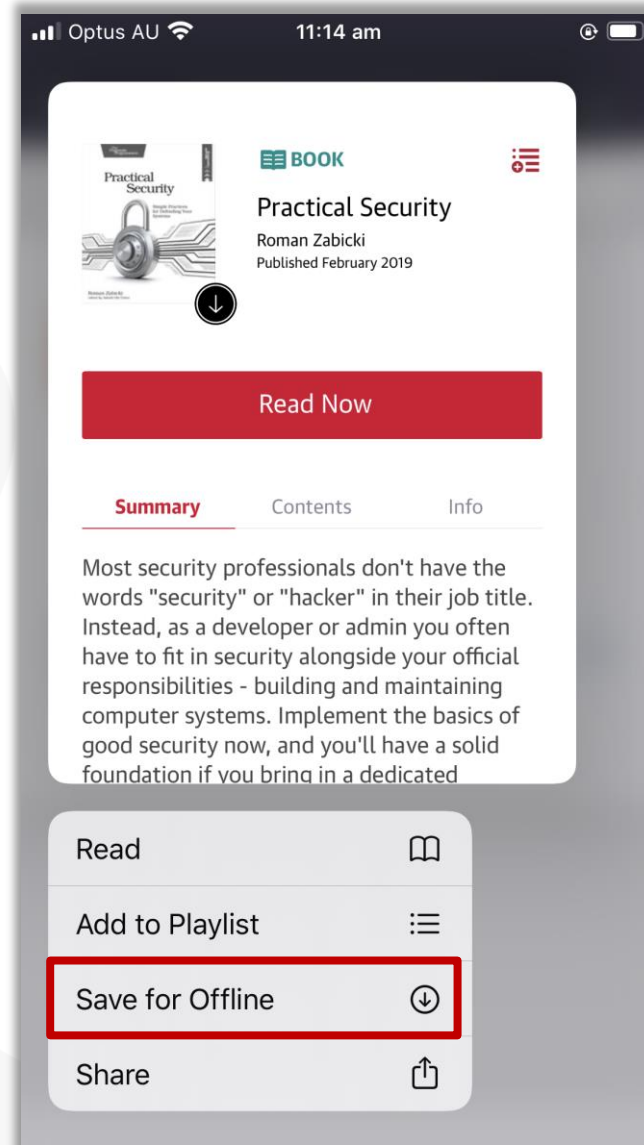 Optus AU
11:14 am
Practical
Security
BOOK
Practical Security
Roman Zabicki
Published February 2019
Read Now
Summary
Contents
Info
Most security professionals don't have the
words "security" or "hacker" in their job title.
Instead, as a developer or admin you often
have to fit in security alongside your official
responsibilities - building and maintaining
computer systems. Implement the basics of
good security now, and you'll have a solid
foundation if you bring in a dedicated
Read
Add to Playlist
Save for Offline
Share